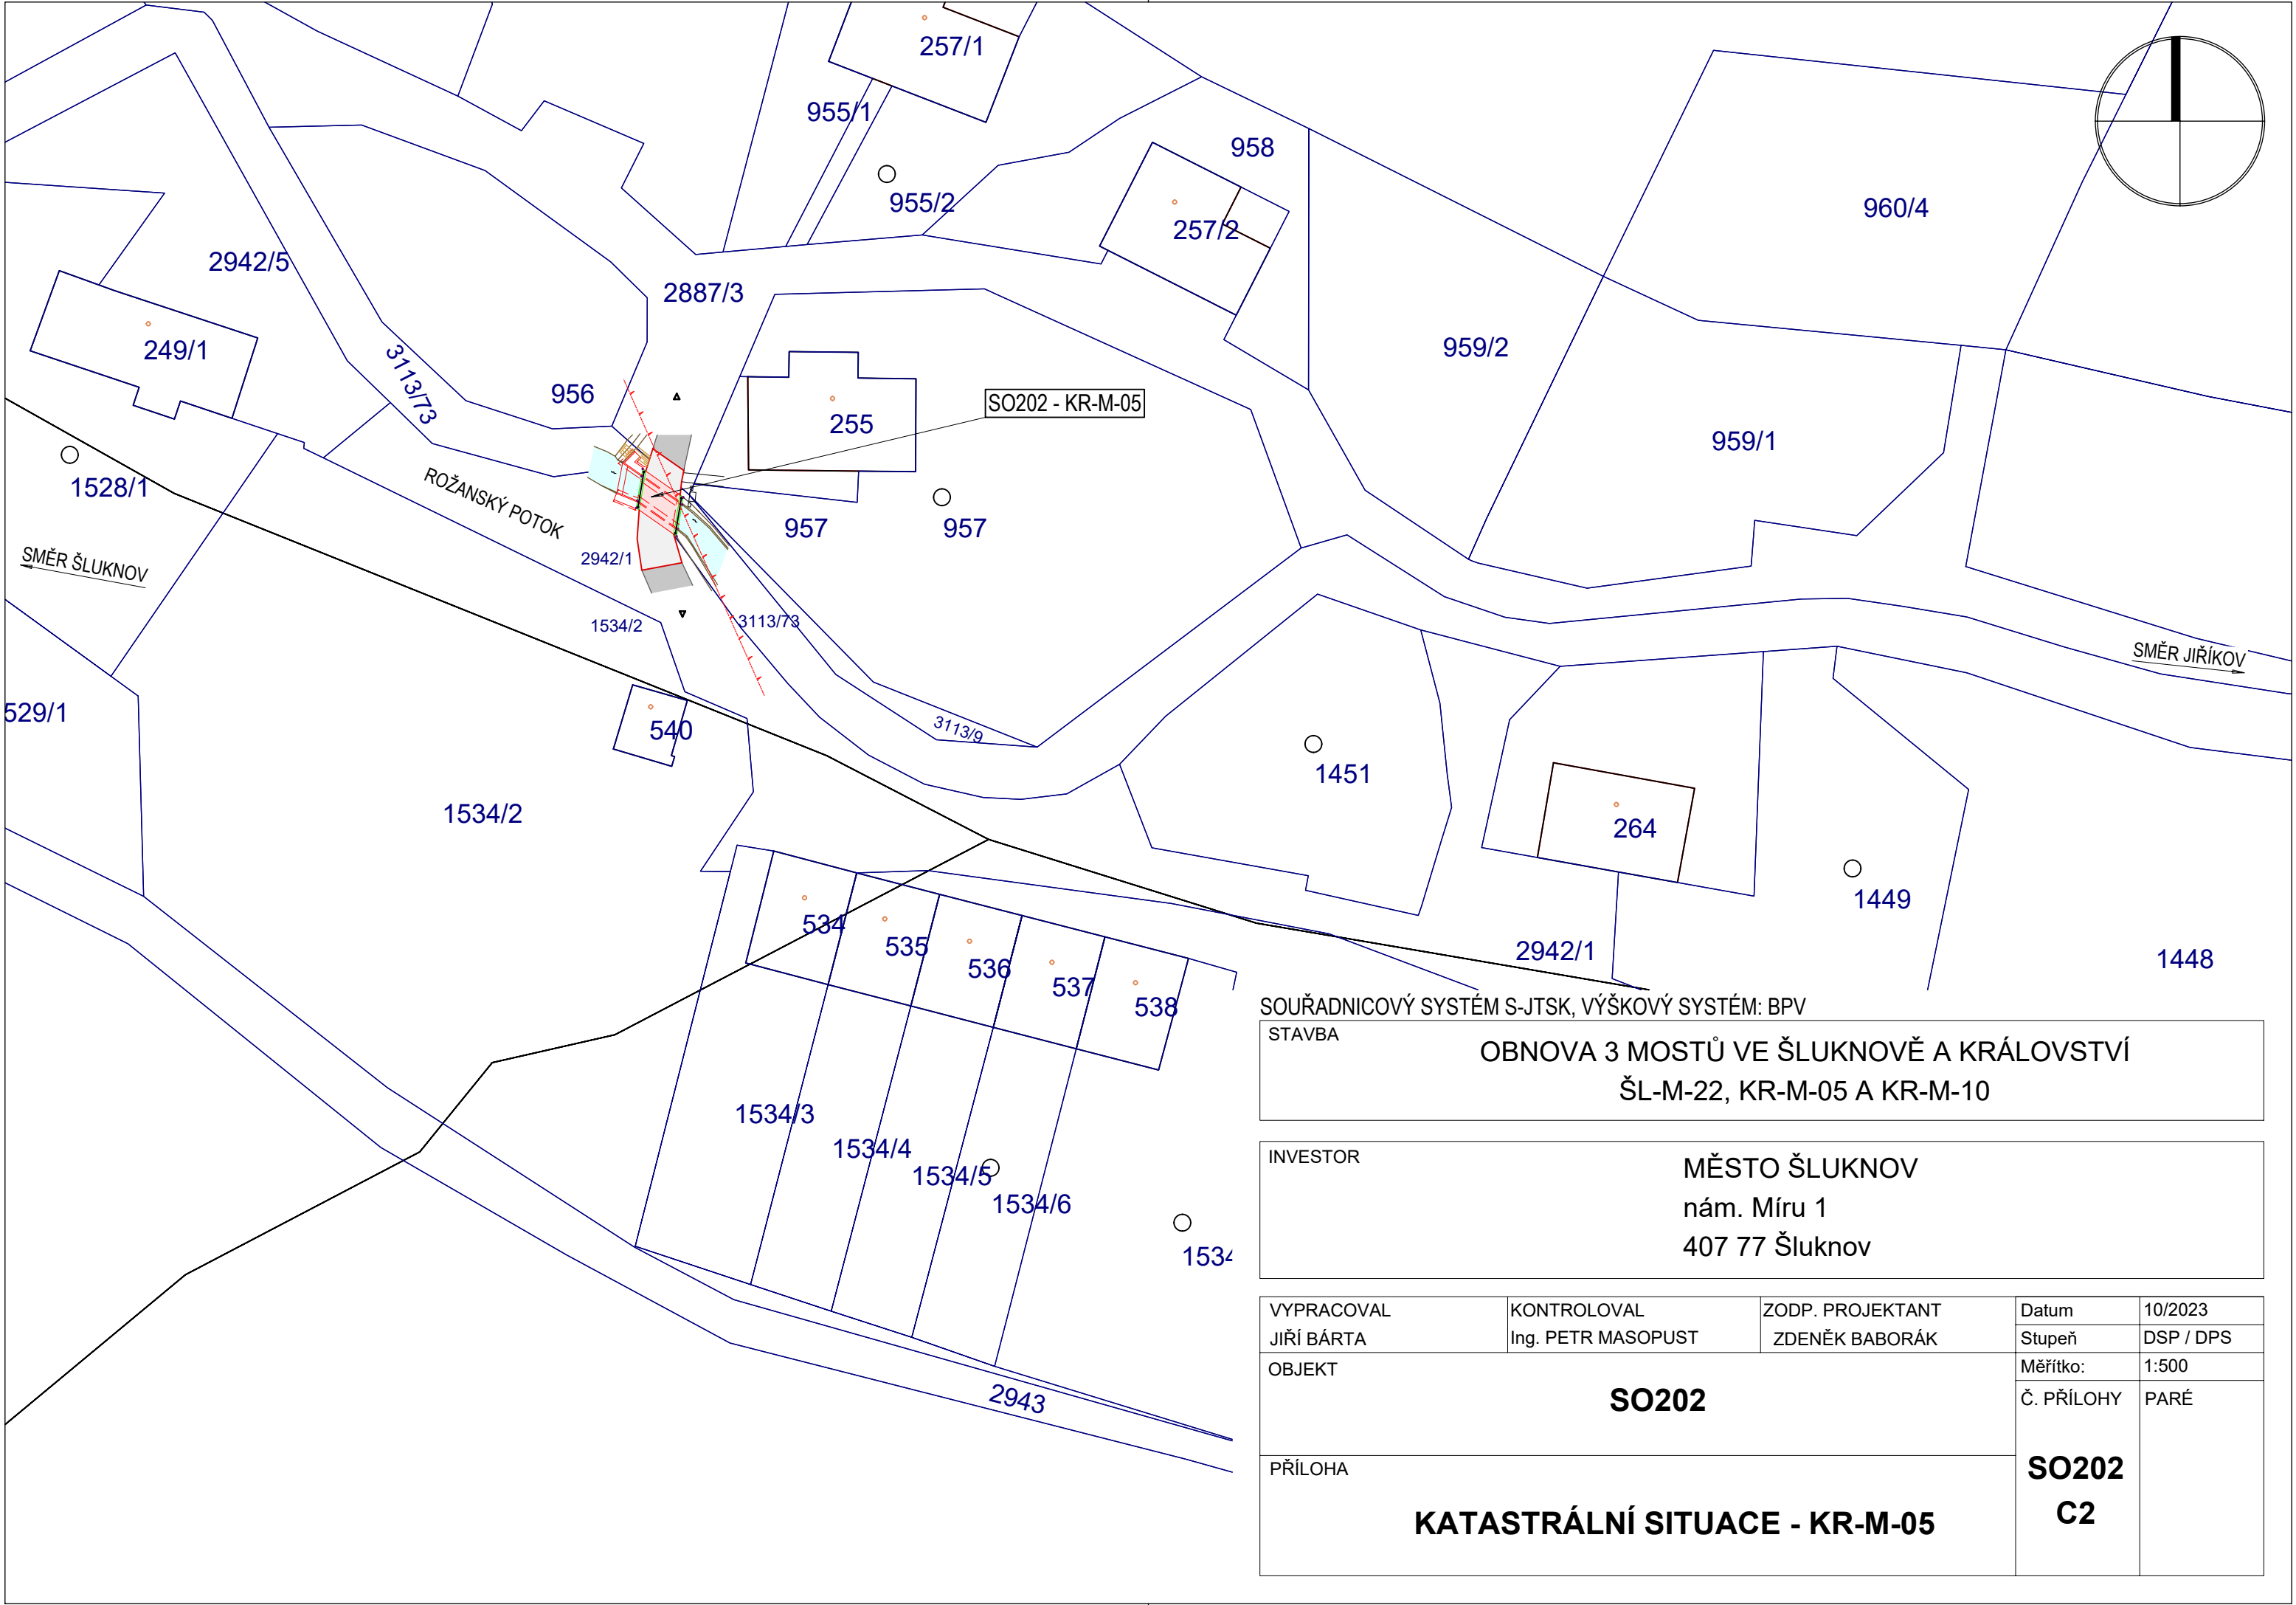 257/1
955/1
958
955/2
257/2
960/4
2942/5
2887/3
249/1
3113/73
959/2
956
SO202 - KR-M-05
255
959/1
1528/1
ROŽANSKÝ POTOK
957
957
SMĚR ŠLUKNOV
2942/1
1534/2
3113/73
SMĚR JIŘÍKOV
529/1
540
3113/9
1451
1534/2
264
534
535
536
537
538
1449
2942/1
1448
1534/3
1534/4
1534/5
1534/6
1534
2943
SOUŘADNICOVÝ SYSTÉM S-JTSK, VÝŠKOVÝ SYSTÉM: BPV
STAVBA
OBNOVA 3 MOSTŮ VE ŠLUKNOVĚ A KRÁLOVSTVÍ
ŠL-M-22, KR-M-05 A KR-M-10
INVESTOR
MĚSTO ŠLUKNOV
nám. Míru 1
407 77 Šluknov
VYPRACOVAL KONTROLOVAL ZODP. PROJEKTANT Datum 10/2023
JIŘÍ BÁRTA Ing. PETR MASOPUST ZDENĚK BABORÁK Stupeň DSP / DPS
OBJEKT Měřítko: 1:500
SO202 Č. PŘÍLOHY PARÉ
PŘÍLOHA
SO202
C2
KATASTRÁLNÍ SITUACE - KR-M-05